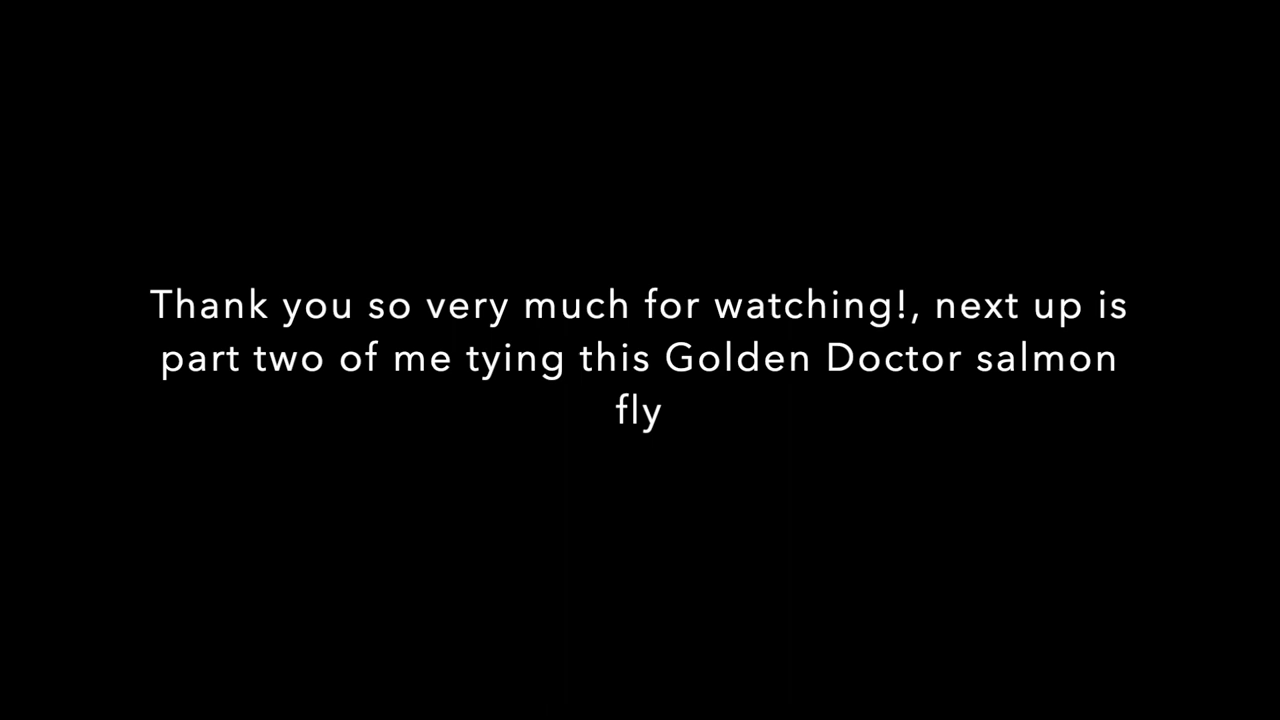 Thank you so very much for watching!, next up is
part two of me tying this Golden Doctor salmon
fly